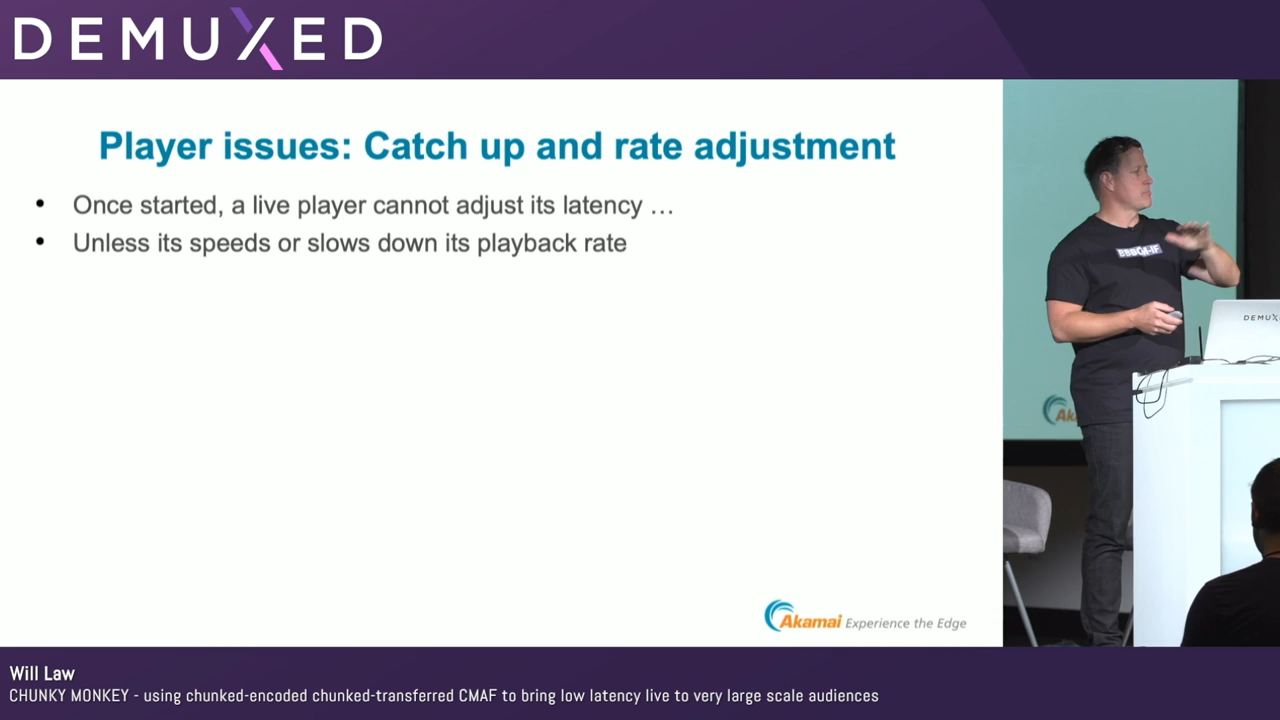 DEMUXED
Player issues: Catch up and rate adjustment
• Once started, a live player cannot adjust its latency …
• Unless its speeds or slows down its playback rate
Akamai Experience the Edge
DEMUX
Ak
Will Law
CHUNKY MONKEY - using chunked-encoded chunked-transferred CMAF to bring low latency live to very large scale audiences